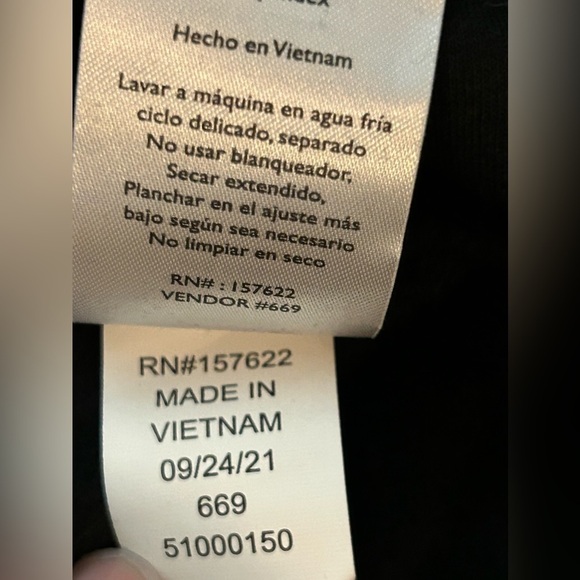 Hecho en Vietnam
Lavar a máquina en agua fría
ciclo delicado, separado
No usar blanqueador,
Secar extendido,
Planchar en el ajuste más
bajo según sea necesario
No limpiar en seco
RN# : 157622
VENDOR #669
RN#157622
MADE IN
VIETNAM
09/24/21
669
51000150